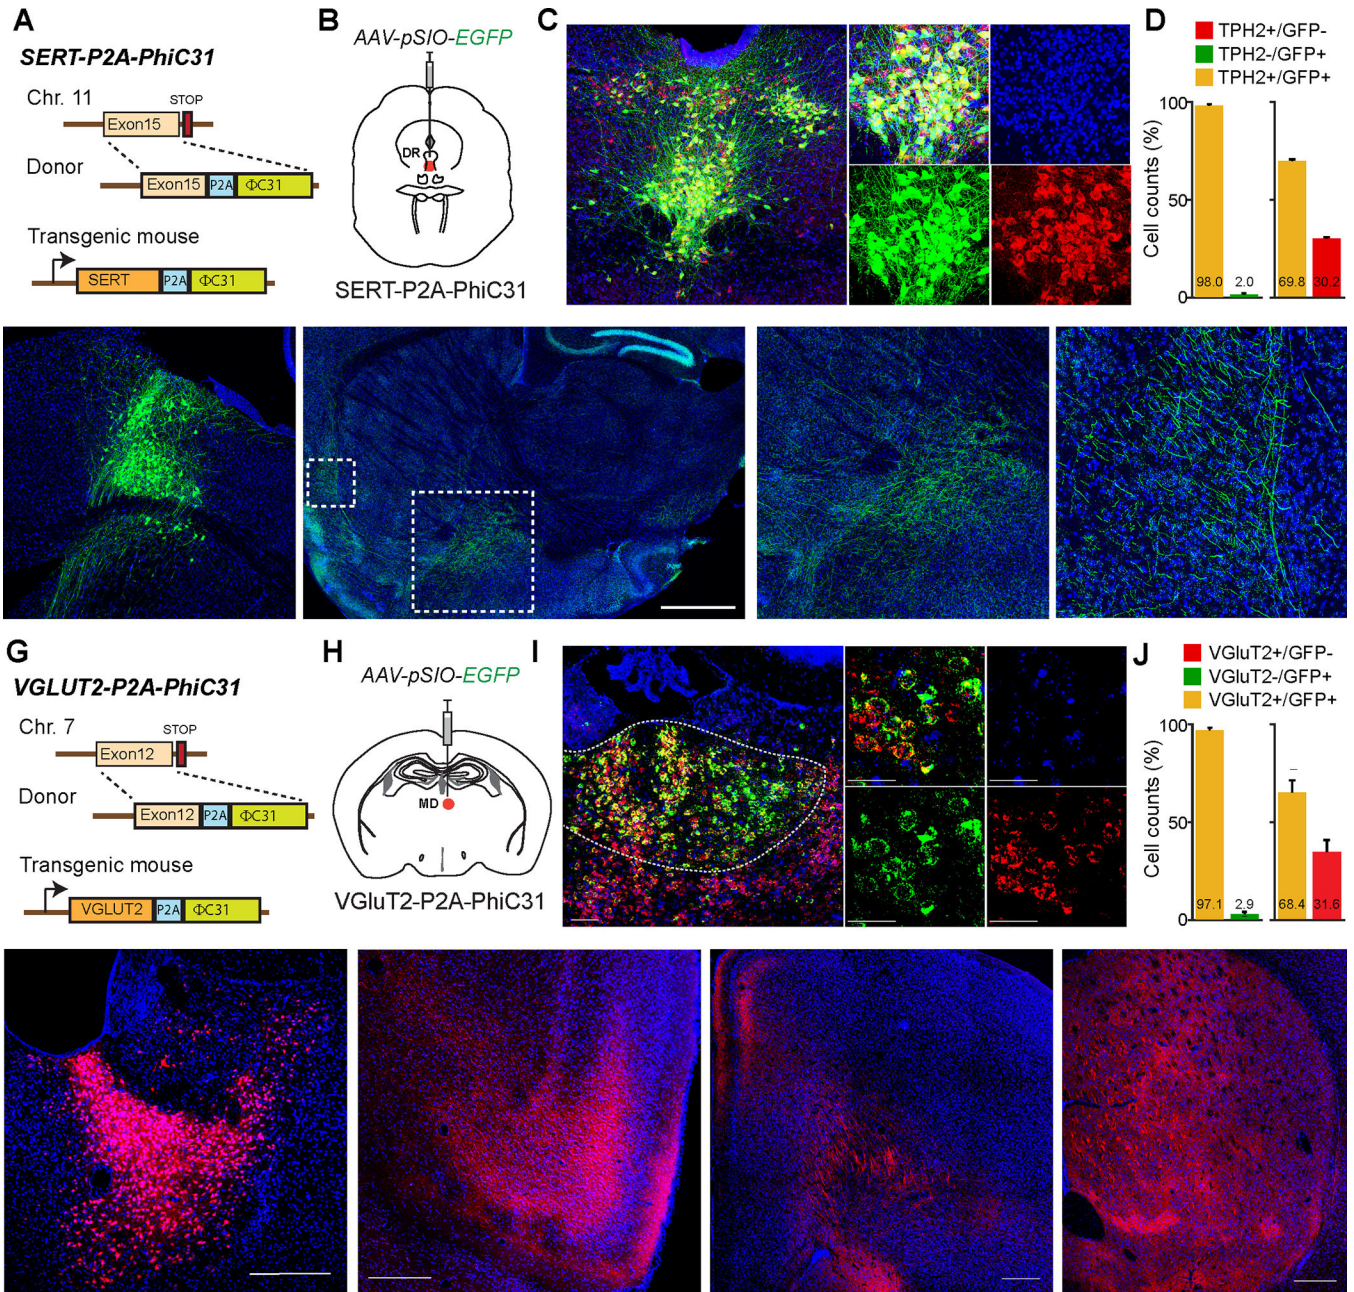 A
SERT-P2A-PhiC31
Chr. 11
STOP
Exon15
Donor
Exon15 P2A ΦC31
Transgenic mouse
SERT P2A ΦC31
B
AAV-pSIO-EGFP
DR
SERT-P2A-PhiC31
C
D
TPH2+/GFP-
TPH2-/GFP+
TPH2+/GFP+
Cell counts (%)
100
50
0
98.0 2.0 69.8 30.2
G
VGLUT2-P2A-PhiC31
Chr. 7
STOP
Exon12
Donor
Exon12 P2A ΦC31
Transgenic mouse
VGLUT2 P2A ΦC31
H
AAV-pSIO-EGFP
MD
VGluT2-P2A-PhiC31
I
J
VGluT2+/GFP-
VGluT2-/GFP+
VGluT2+/GFP+
Cell counts (%)
100
50
0
97.1 2.9 68.4 31.6